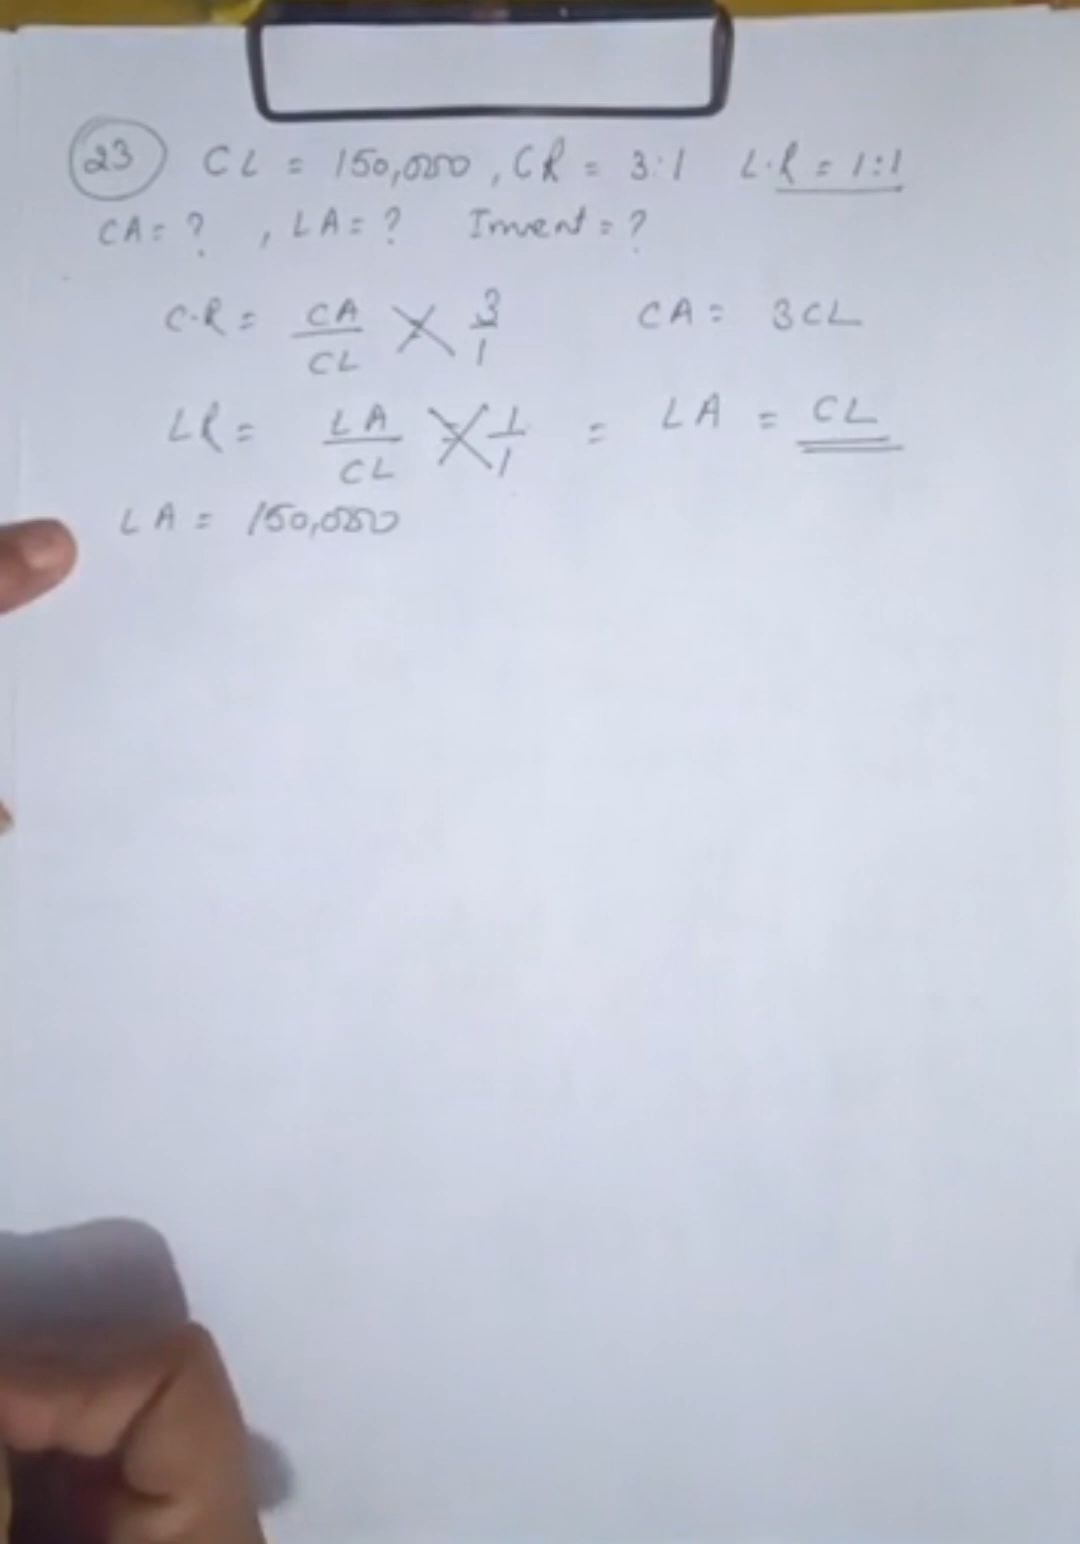 23 CL = 150,000, CR = 3:1 L.R = 1:1
CA = ? , LA = ? Invent = ?
C.R = CA/CL × 3/1 CA = 3CL
LR = LA/CL × 1/1 = LA = CL
LA = 150,000